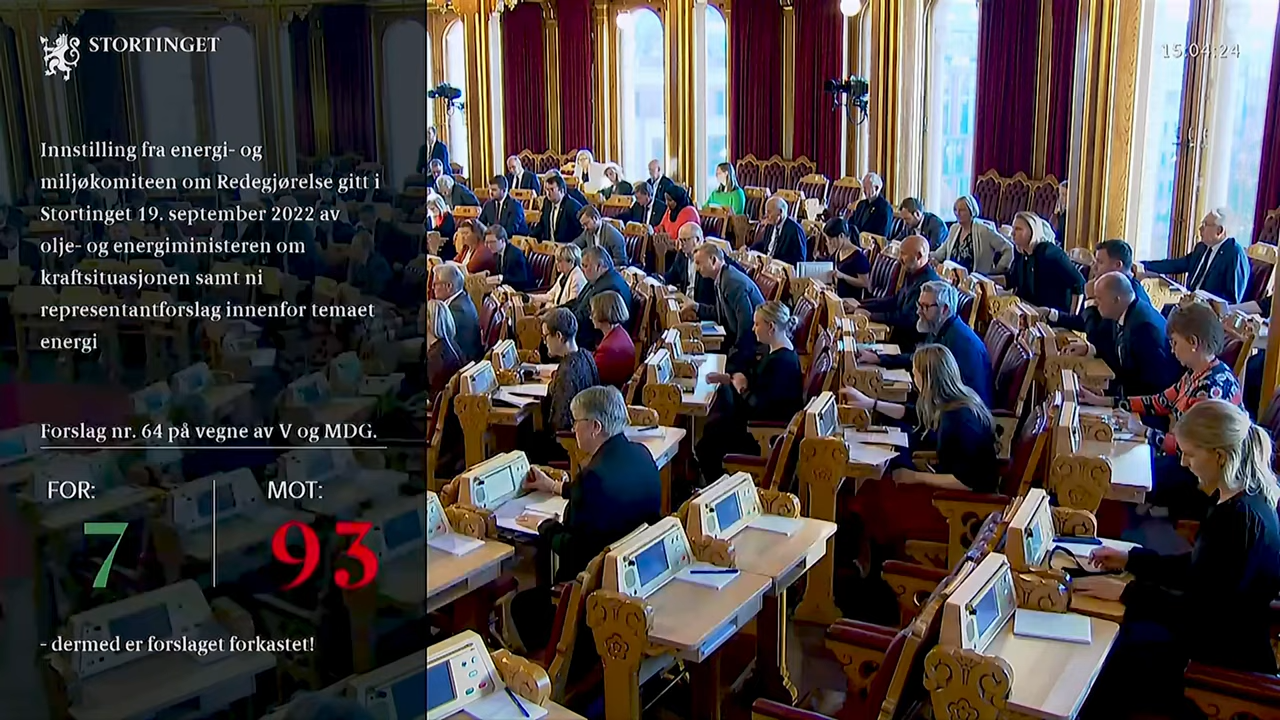 STORTINGET
15:04:24
Innstilling fra energi- og
miljøkomiteen om Redegjørelse gitt i
Stortinget 19. september 2022 av
olje- og energiministeren om
kraftsituasjonen samt ni
representantforslag innenfor temaet
energi
Forslag nr. 64 på vegne av V og MDG.
FOR: MOT:
7 93
- dermed er forslaget forkastet!